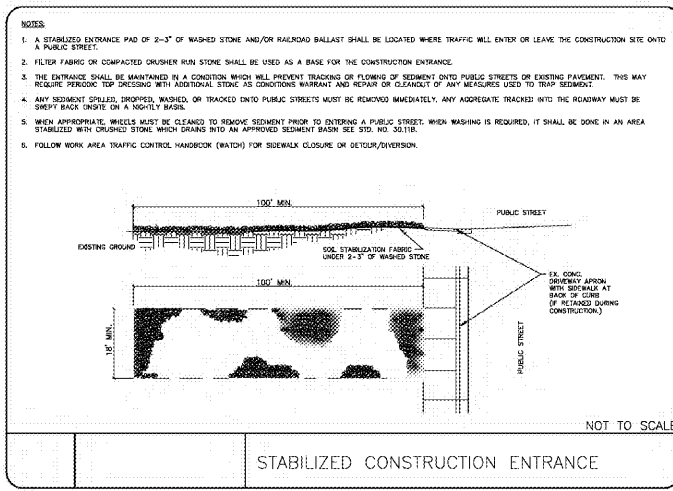 NOTES:
1. A STABILIZED ENTRANCE PAD OF 2-3" OF WASHED STONE AND/OR RAILROAD BALLAST SHALL BE LOCATED WHERE TRAFFIC WILL ENTER OR LEAVE THE CONSTRUCTION SITE ONTO
A PUBLIC STREET.
2. FILTER FABRIC OR COMPACTED CRUSHER RUN STONE SHALL BE USED AS A BASE FOR THE CONSTRUCTION ENTRANCE.
3. THE ENTRANCE SHALL BE MAINTAINED IN A CONDITION WHICH WILL PREVENT TRACKING OR FLOWING OF SEDIMENT ONTO PUBLIC STREETS OR EXISTING PAVEMENT. THIS MAY
REQUIRE PERIODIC TOP DRESSING WITH ADDITIONAL STONE AS CONDITIONS WARRANT AND REPAIR OR CLEANOUT OF ANY MEASURES USED TO TRAP SEDIMENT.
4. ANY SEDIMENT SPILLED, DROPPED, WASHED, OR TRACKED ONTO PUBLIC STREETS MUST BE REMOVED IMMEDIATELY. ANY AGGREGATE TRACKED INTO THE ROADWAY MUST BE
SWEPT BACK ONSITE ON A NIGHTLY BASIS.
5. WHEN APPROPRIATE, WHEELS MUST BE CLEANED TO REMOVE SEDIMENT PRIOR TO ENTERING A PUBLIC STREET. WHEN WASHING IS REQUIRED, IT SHALL BE DONE IN AN AREA
STABILIZED WITH CRUSHED STONE WHICH DRAINS INTO AN APPROVED SEDIMENT BASIN SEE STD. NO. 30.11B.
6. FOLLOW WORK AREA TRAFFIC CONTROL HANDBOOK (WATCH) FOR SIDEWALK CLOSURE OR DETOUR/DIVERSION.
100' MIN.
PUBLIC STREET
EXISTING GROUND
SOIL STABILIZATION FABRIC
UNDER 2-3" OF WASHED STONE
EX. CONC.
DRIVEWAY APRON
WITH SIDEWALK AT
BACK OF CURB
(IF RETAINED DURING
CONSTRUCTION.)
100' MIN.
18' MIN.
PUBLIC STREET
NOT TO SCALE
STABILIZED CONSTRUCTION ENTRANCE